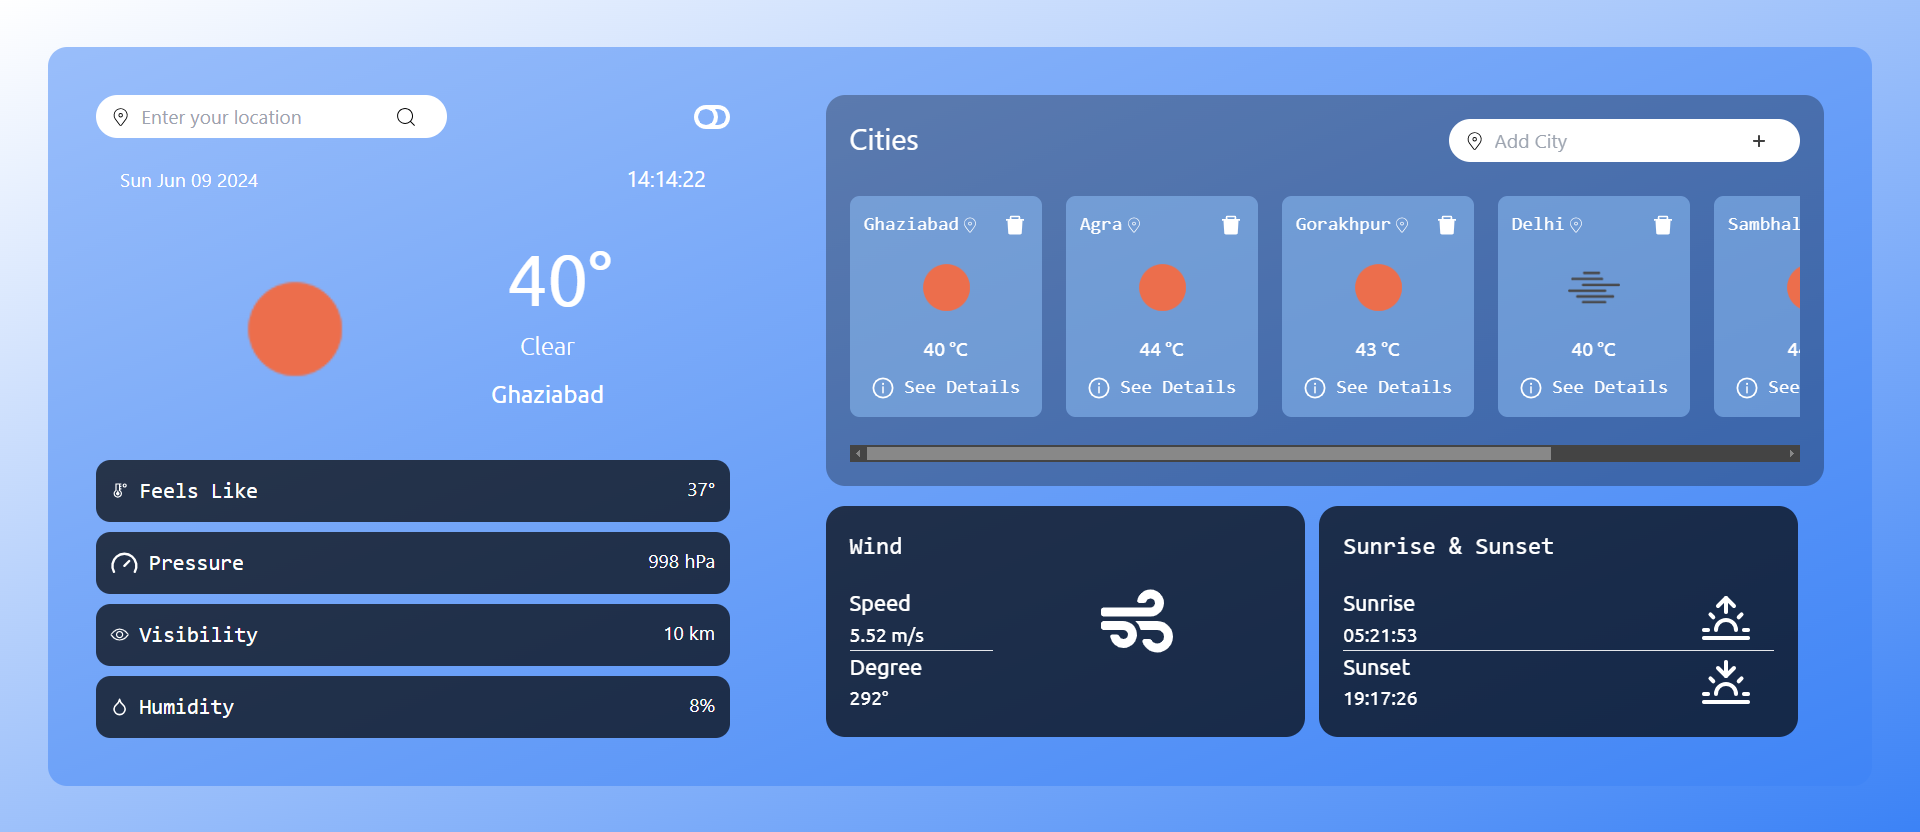 Enter your location
Sun Jun 09 2024
14:14:22
40°
Clear
Ghaziabad
Feels Like
37°
Pressure
998 hPa
Visibility
10 km
Humidity
8%
Cities
Add City
Ghaziabad
40 °C
See Details
Agra
44 °C
See Details
Gorakhpur
43 °C
See Details
Delhi
40 °C
See Details
Sambhal
See
Wind
Speed
5.52 m/s
Degree
292°
Sunrise & Sunset
Sunrise
05:21:53
Sunset
19:17:26